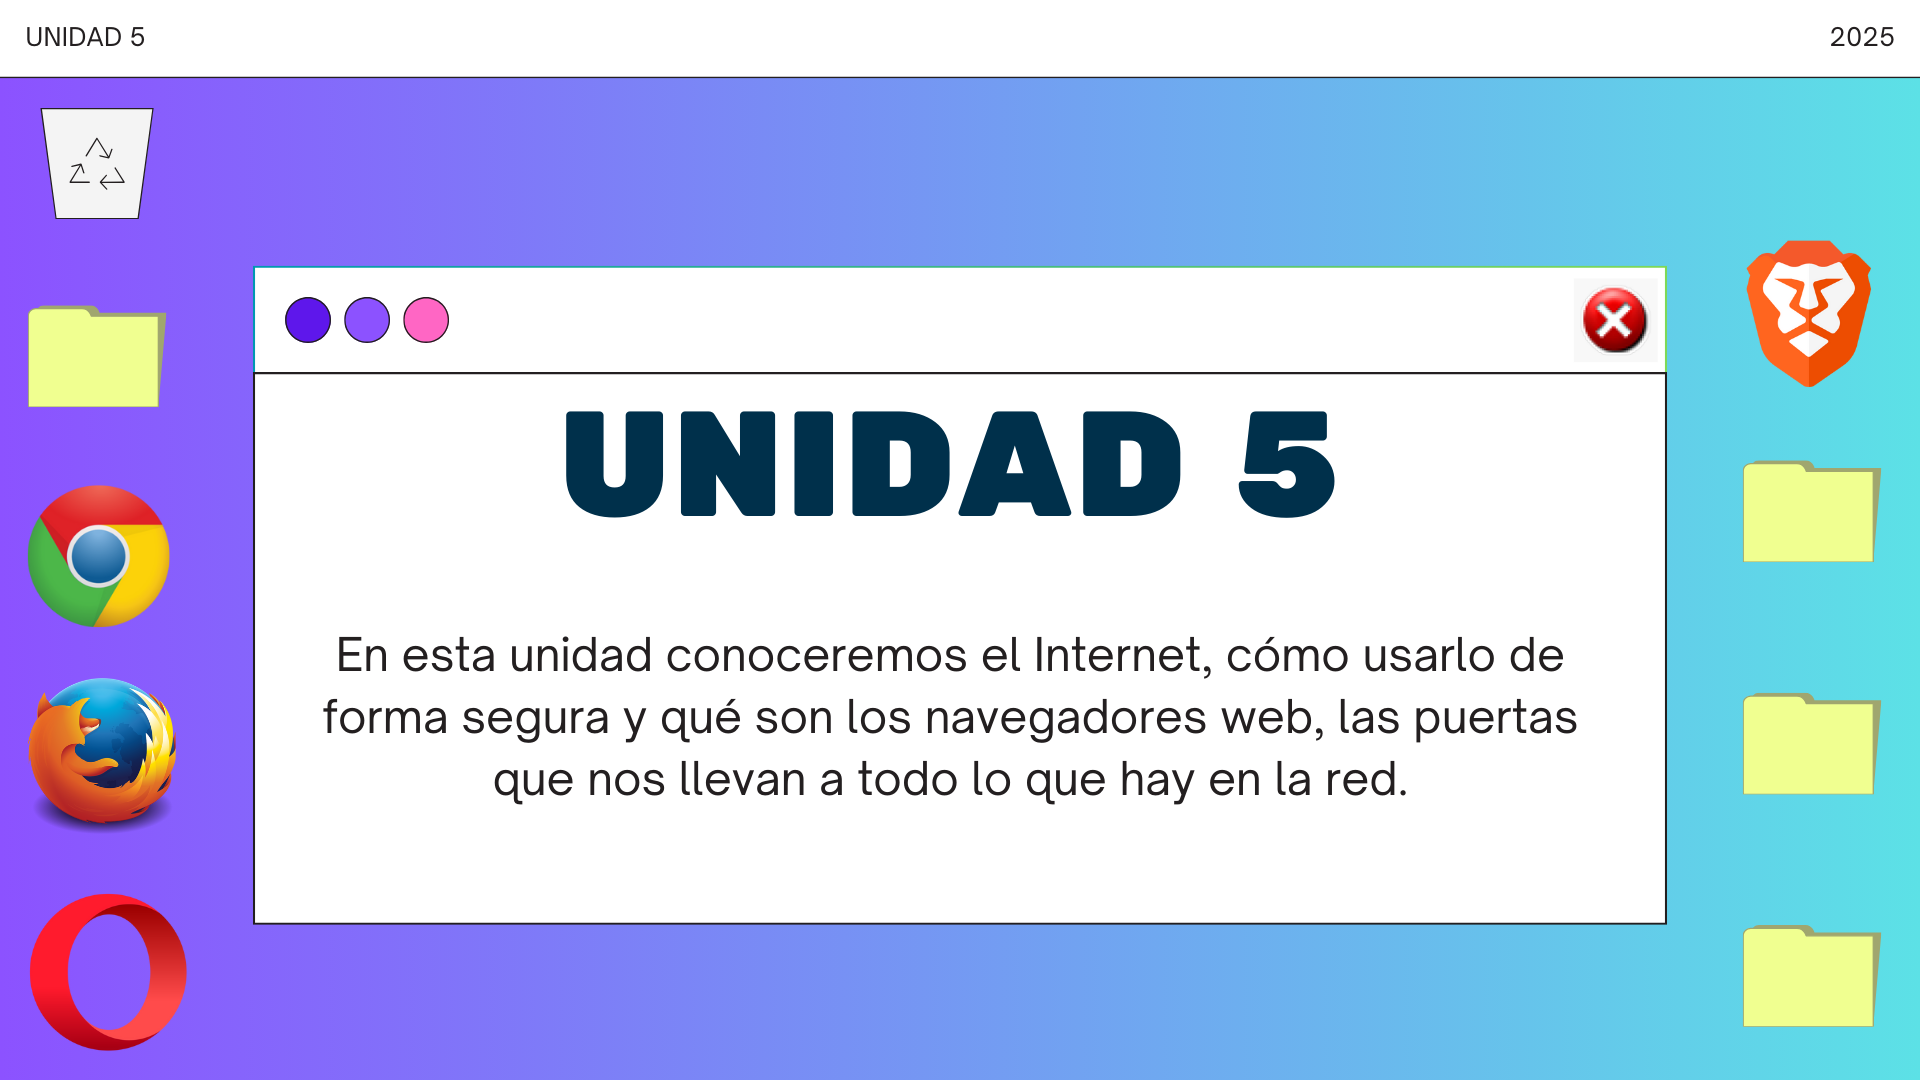 UNIDAD 5
2025
UNIDAD 5
En esta unidad conoceremos el Internet, cómo usarlo de
forma segura y qué son los navegadores web, las puertas
que nos llevan a todo lo que hay en la red.